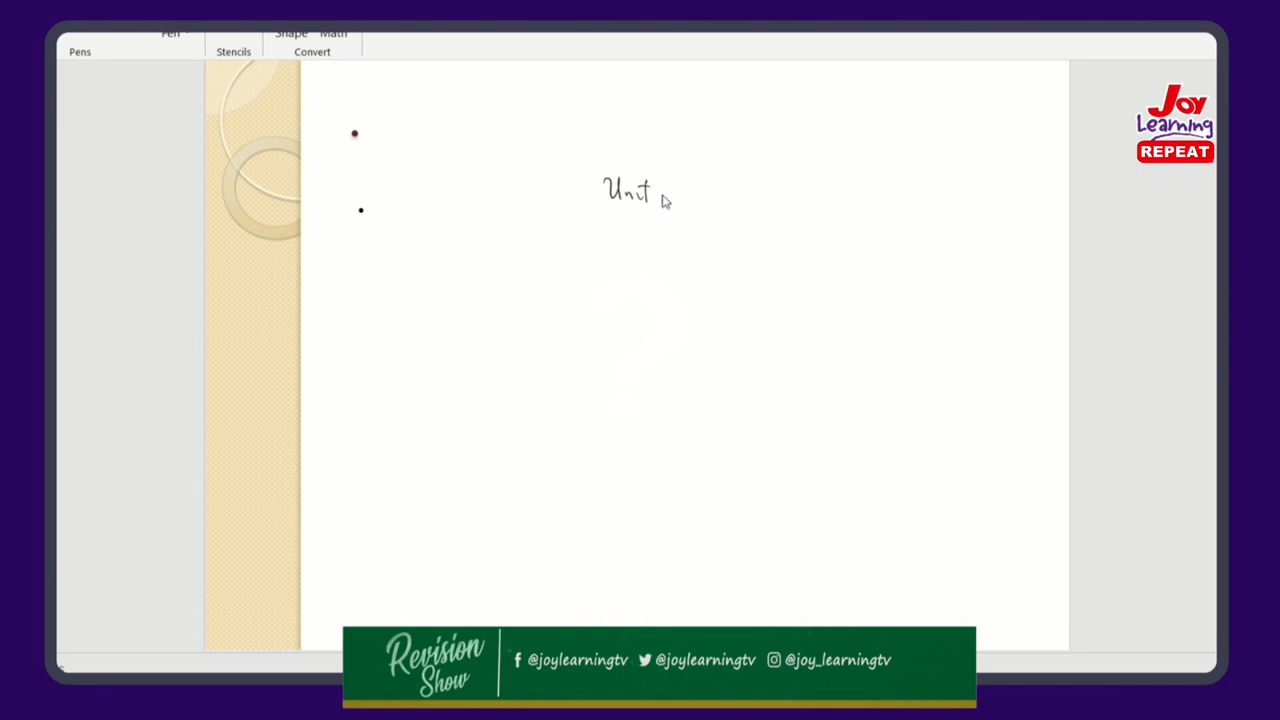 Pen
Shape Math
Pens
Stencils
Convert
Joy
Learning
REPEAT
Unit
Revision
Show
@joylearningtv @joylearningtv @joy_learningtv